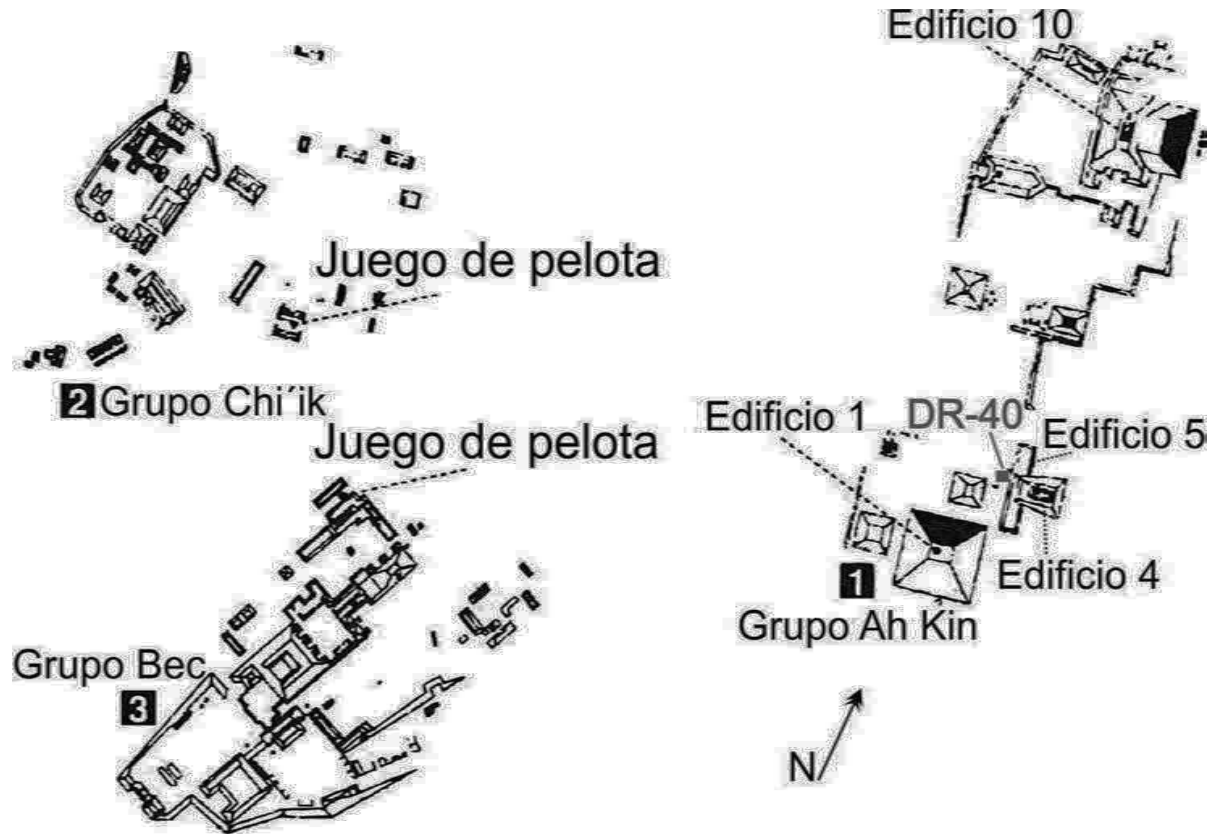 Edificio 10
Juego de pelota
2 Grupo Chi´ik
Juego de pelota
Edificio 1
DR-40
Edificio 5
1
Edificio 4
Grupo Ah Kin
Grupo Bec
3
N